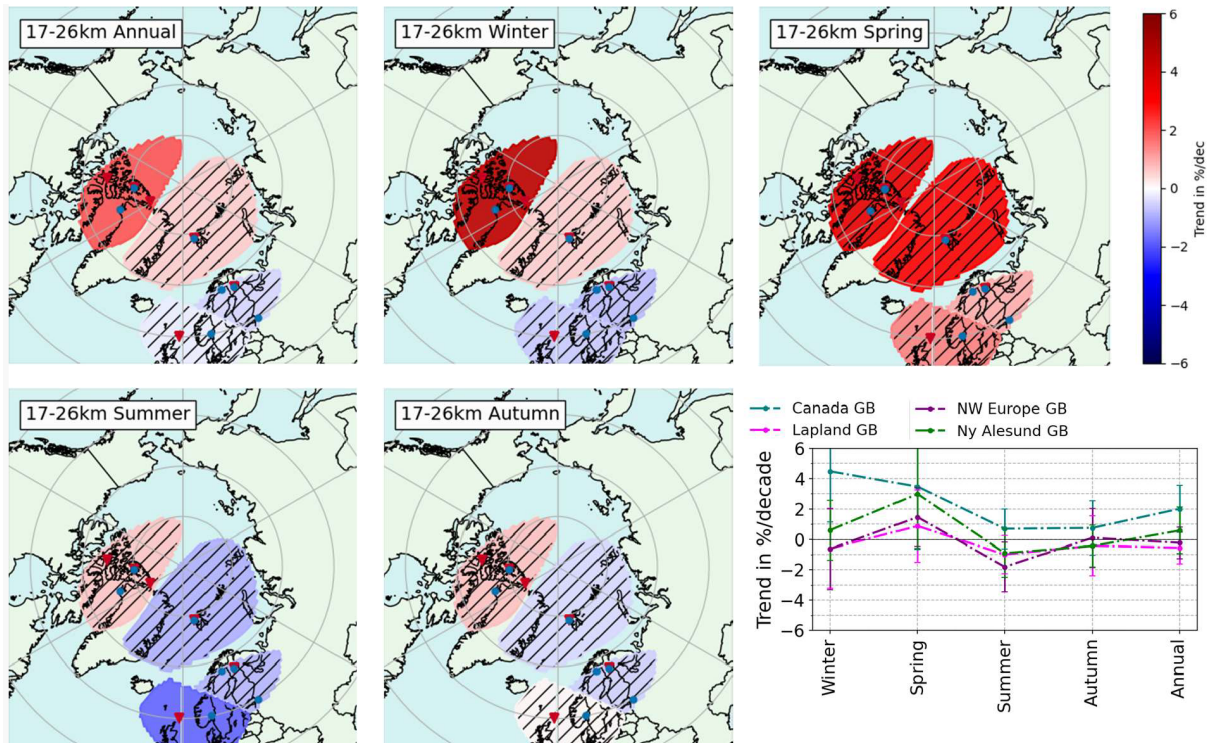 17-26km Annual
17-26km Winter
17-26km Spring
6
4
2
0
−2
−4
−6
Trend in %/dec
17-26km Summer
17-26km Autumn
Canada GB
Lapland GB
NW Europe GB
Ny Alesund GB
Trend in %/decade
6
4
2
0
−2
−4
−6
Winter
Spring
Summer
Autumn
Annual